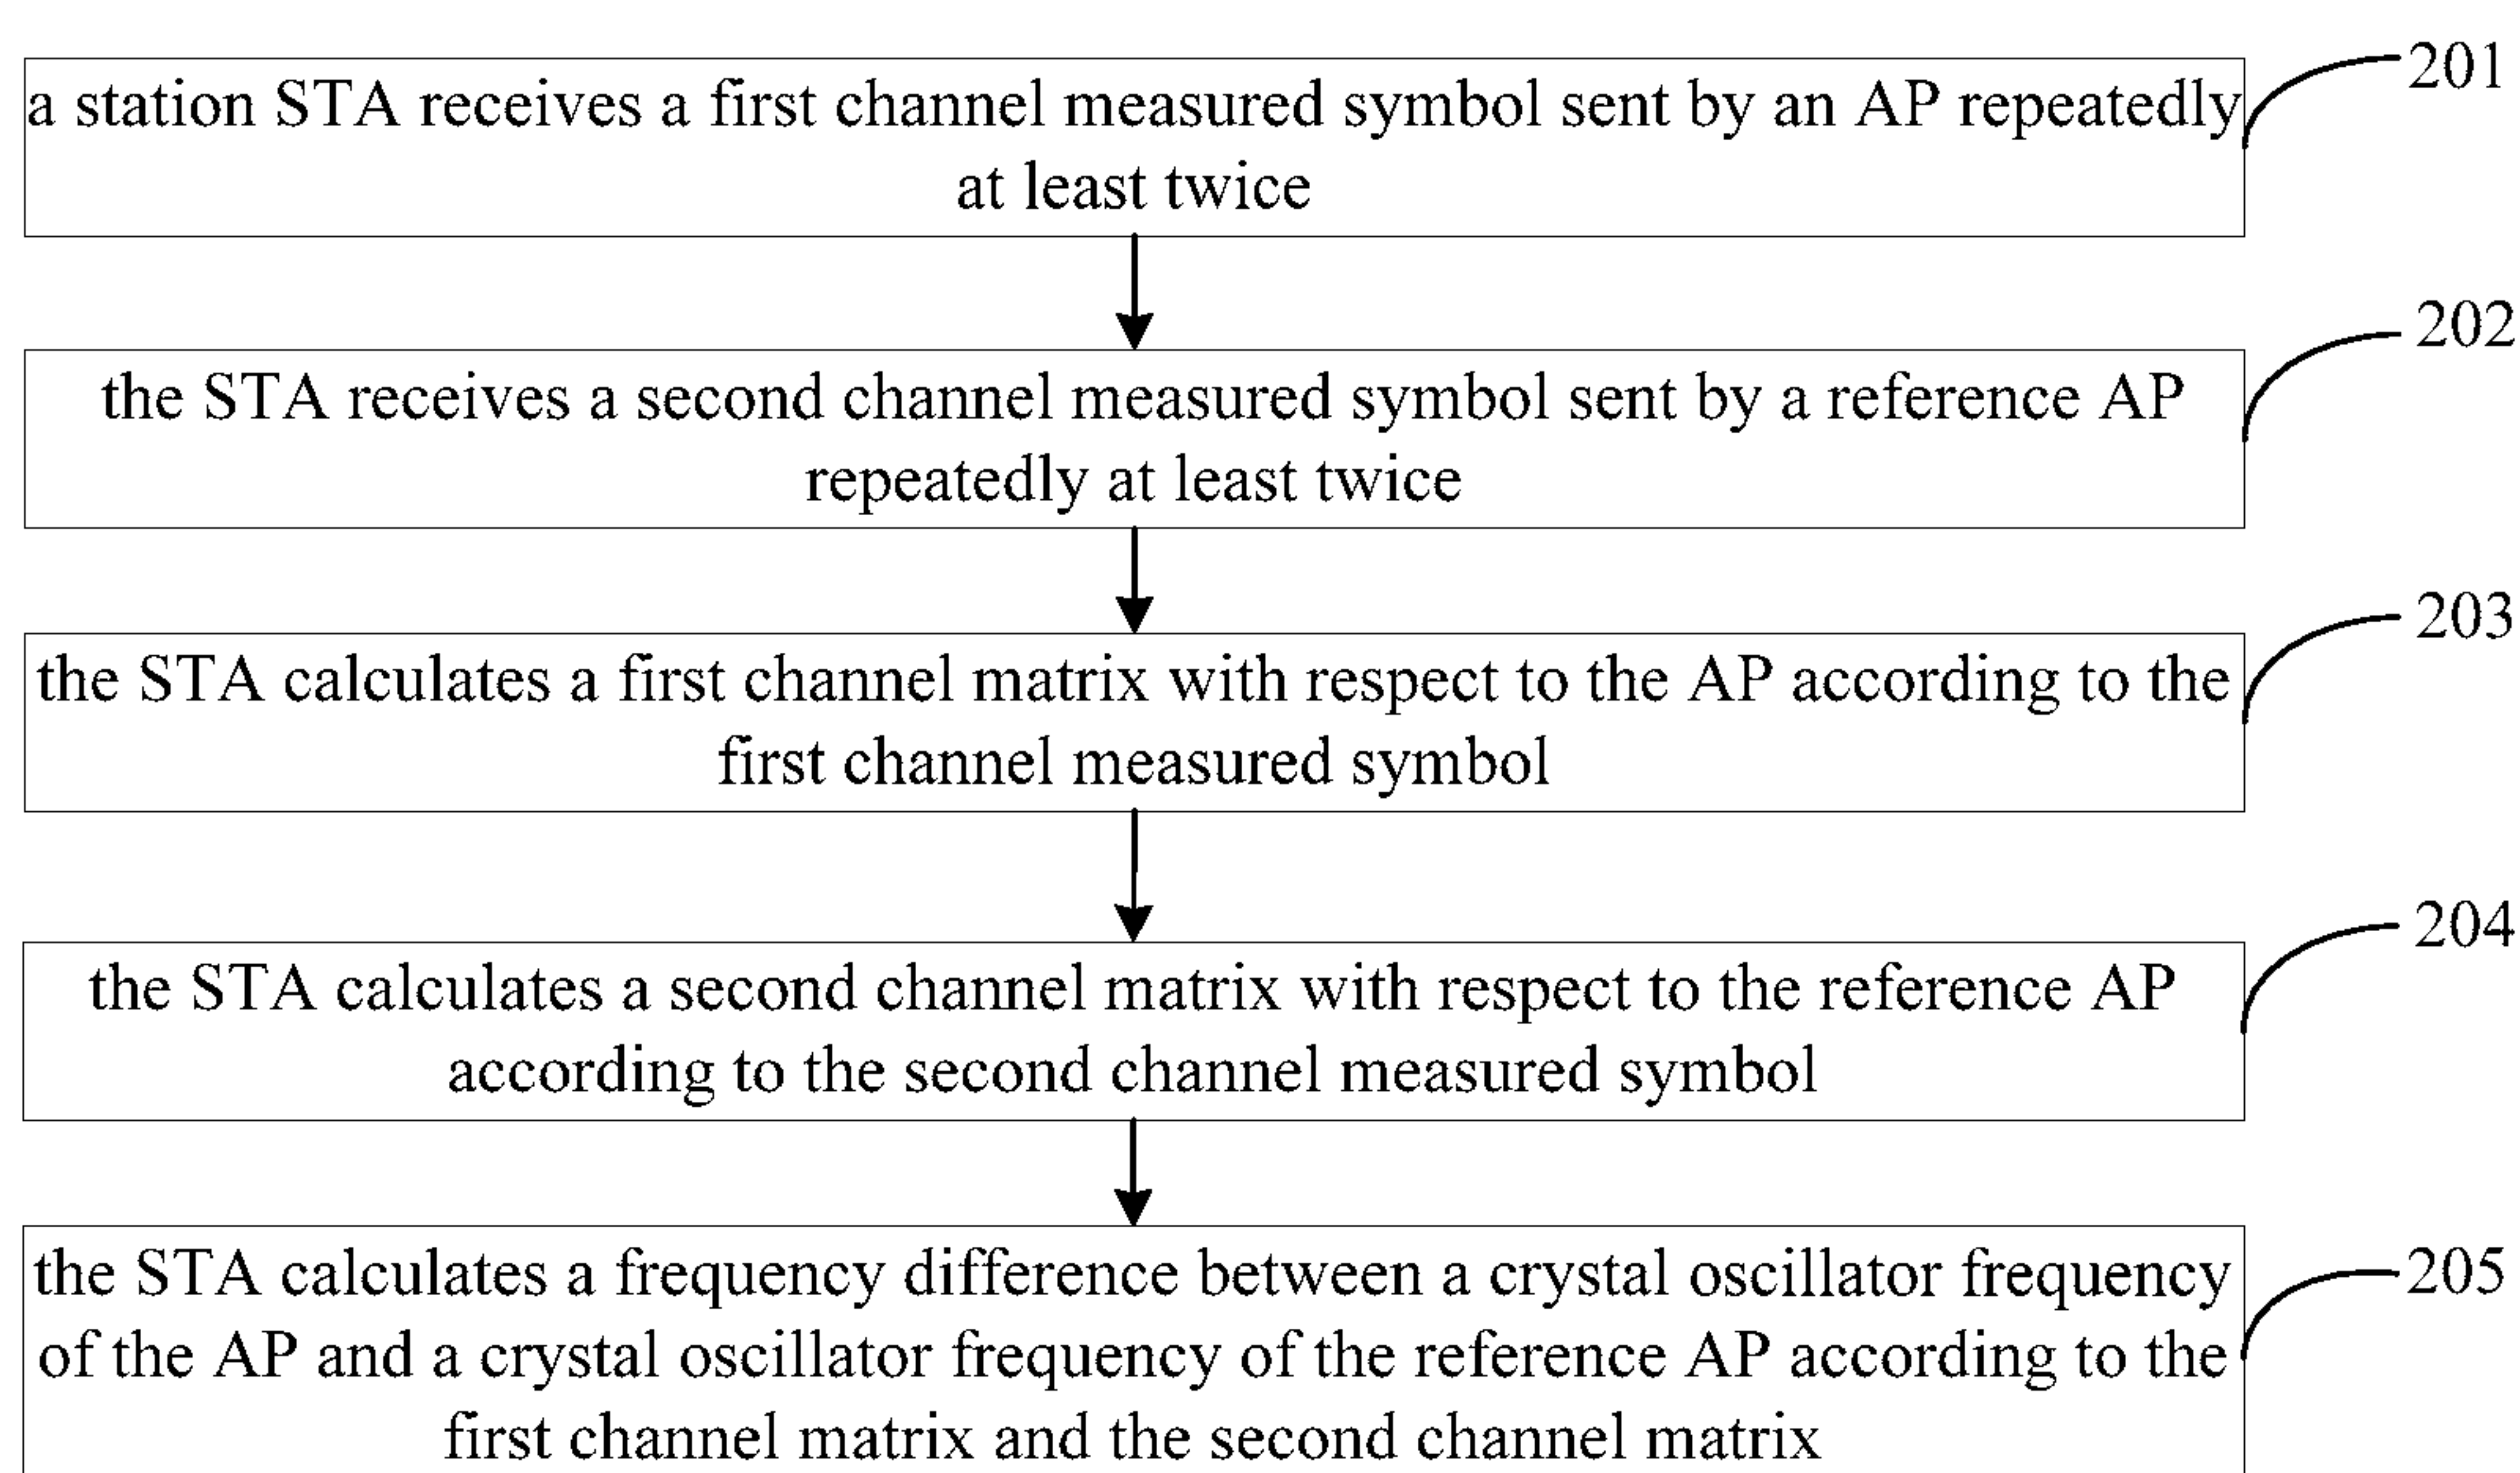 201
a station STA receives a first channel measured symbol sent by an AP repeatedly
at least twice
202
the STA receives a second channel measured symbol sent by a reference AP
repeatedly at least twice
203
the STA calculates a first channel matrix with respect to the AP according to the
first channel measured symbol
204
the STA calculates a second channel matrix with respect to the reference AP
according to the second channel measured symbol
205
the STA calculates a frequency difference between a crystal oscillator frequency
of the AP and a crystal oscillator frequency of the reference AP according to the
first channel matrix and the second channel matrix